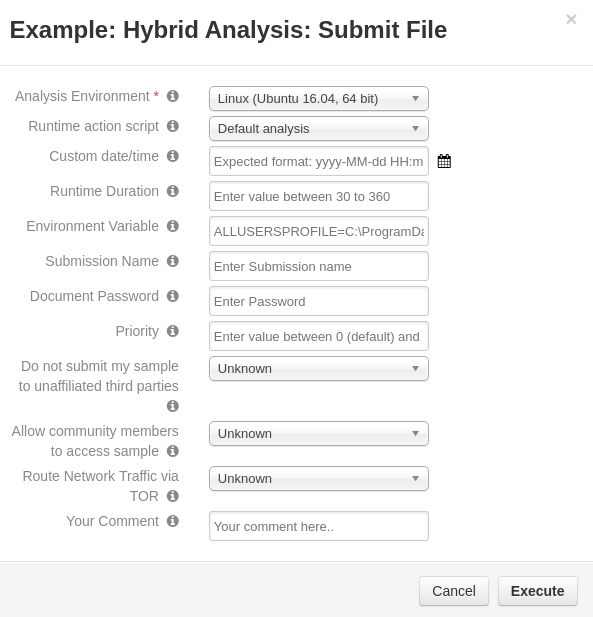 Example: Hybrid Analysis: Submit File
×
Analysis Environment *
Linux (Ubuntu 16.04, 64 bit)
Runtime action script
Default analysis
Custom date/time
Expected format: yyyy-MM-dd HH:m
Runtime Duration
Enter value between 30 to 360
Environment Variable
ALLUSERSPROFILE=C:\ProgramDa
Submission Name
Enter Submission name
Document Password
Enter Password
Priority
Enter value between 0 (default) and
Do not submit my sample
to unaffiliated third parties
Unknown
Allow community members
to access sample
Unknown
Route Network Traffic via
TOR
Unknown
Your Comment
Your comment here..
Cancel
Execute